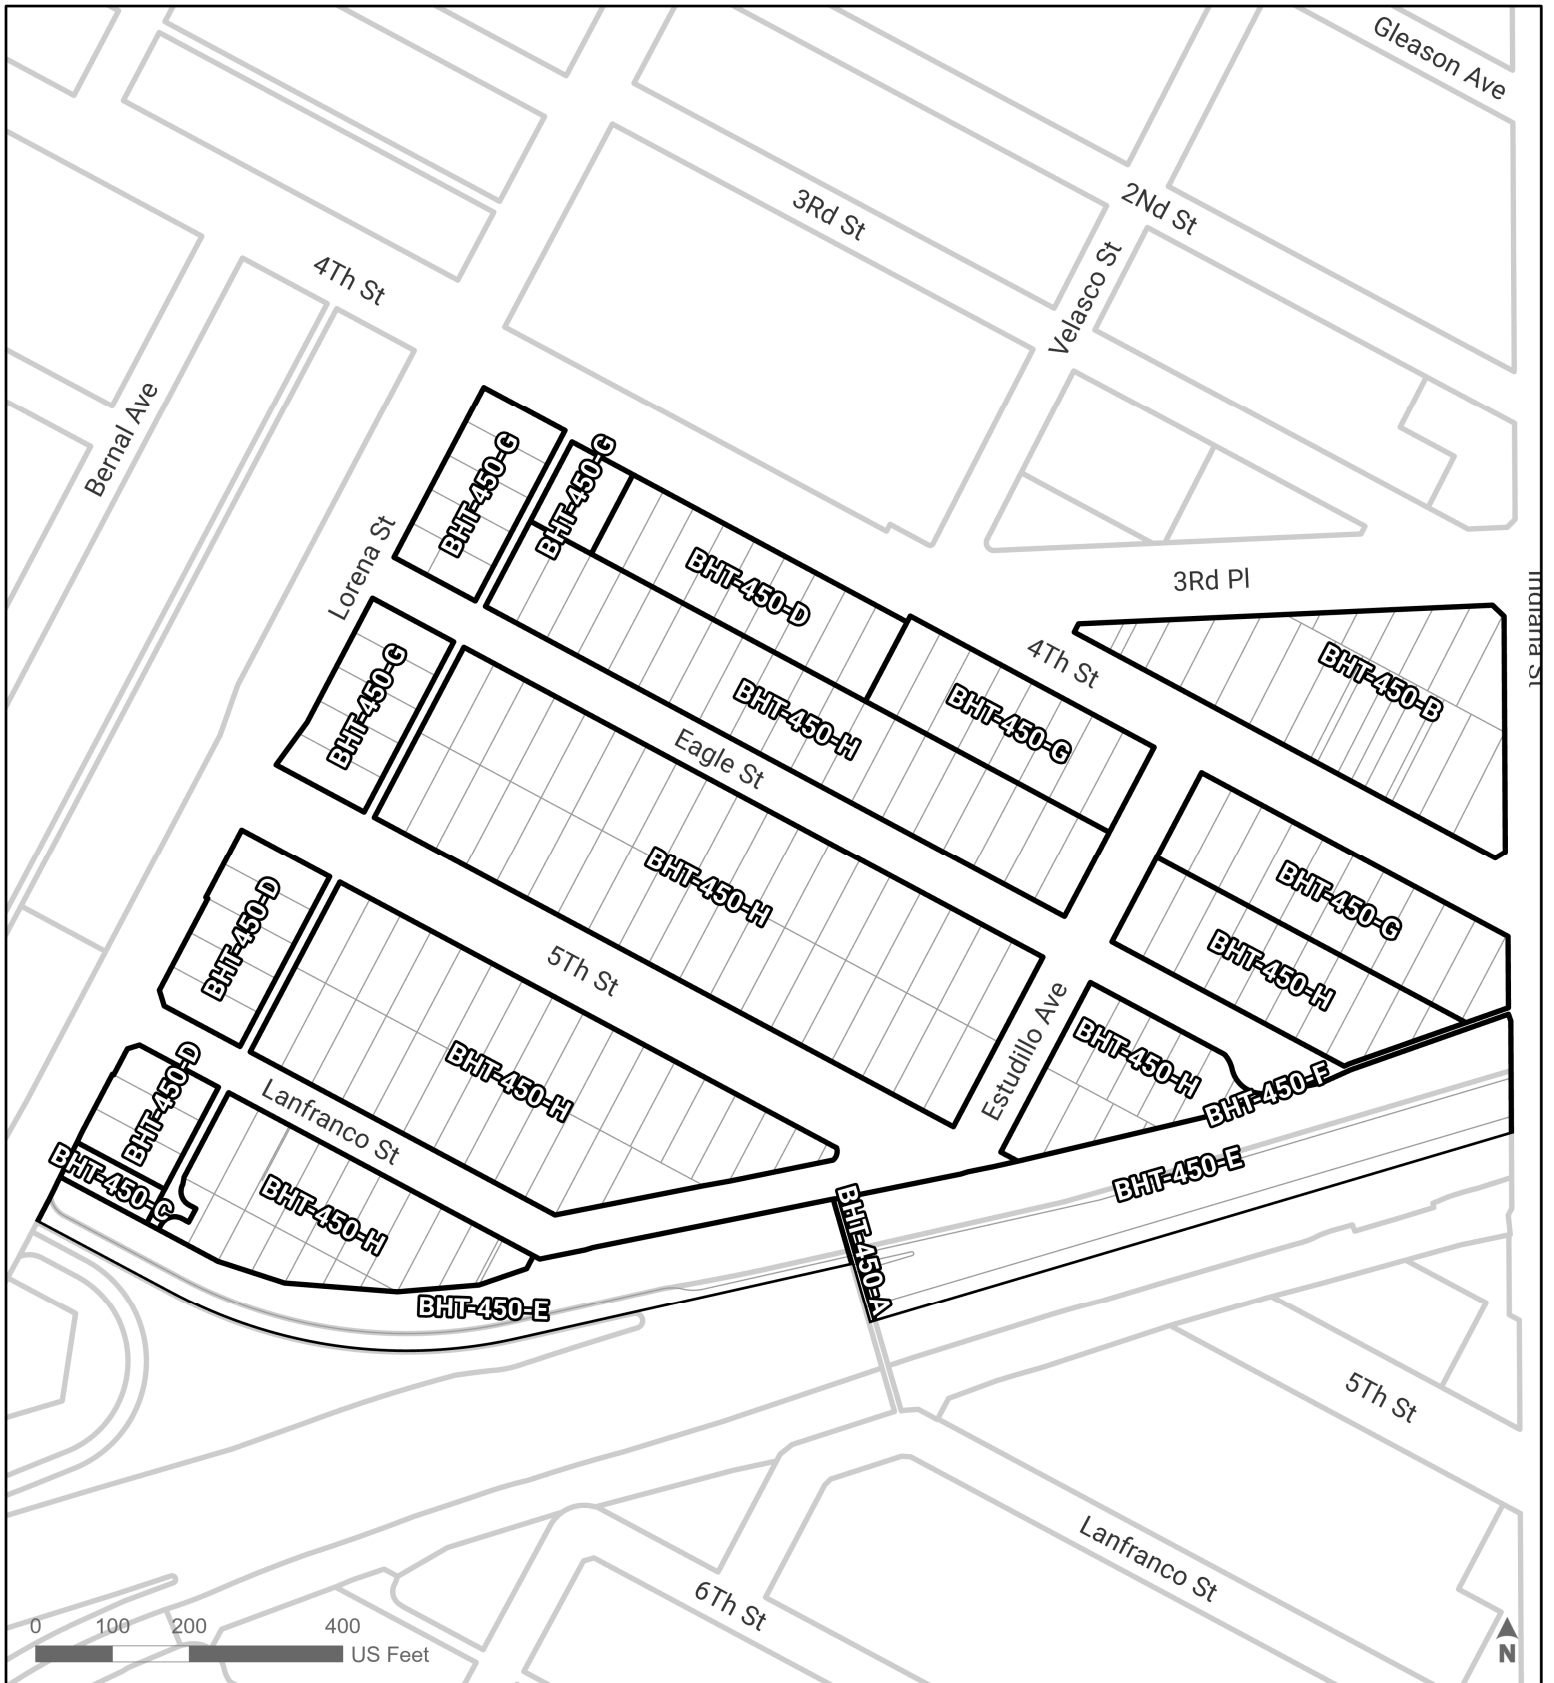 Gleason Ave
2Nd St
3Rd St
Velasco St
4Th St
Bernal Ave
BHT-450-G
BHT-450-G
Lorena St
BHT-450-D
3Rd Pl
Indiana St
4Th St
BHT-450-B
BHT-450-G
BHT-450-H
BHT-450-G
Eagle St
BHT-450-H
BHT-450-G
BHT-450-D
BHT-450-H
5Th St
Estudillo Ave
BHT-450-H
BHT-450-H
BHT-450-F
BHT-450-D
Lanfranco St
BHT-450-C
BHT-450-H
BHT-450-E
BHT-450-A
BHT-450-E
5Th St
Lanfranco St
6Th St
0 100 200 400
US Feet
N